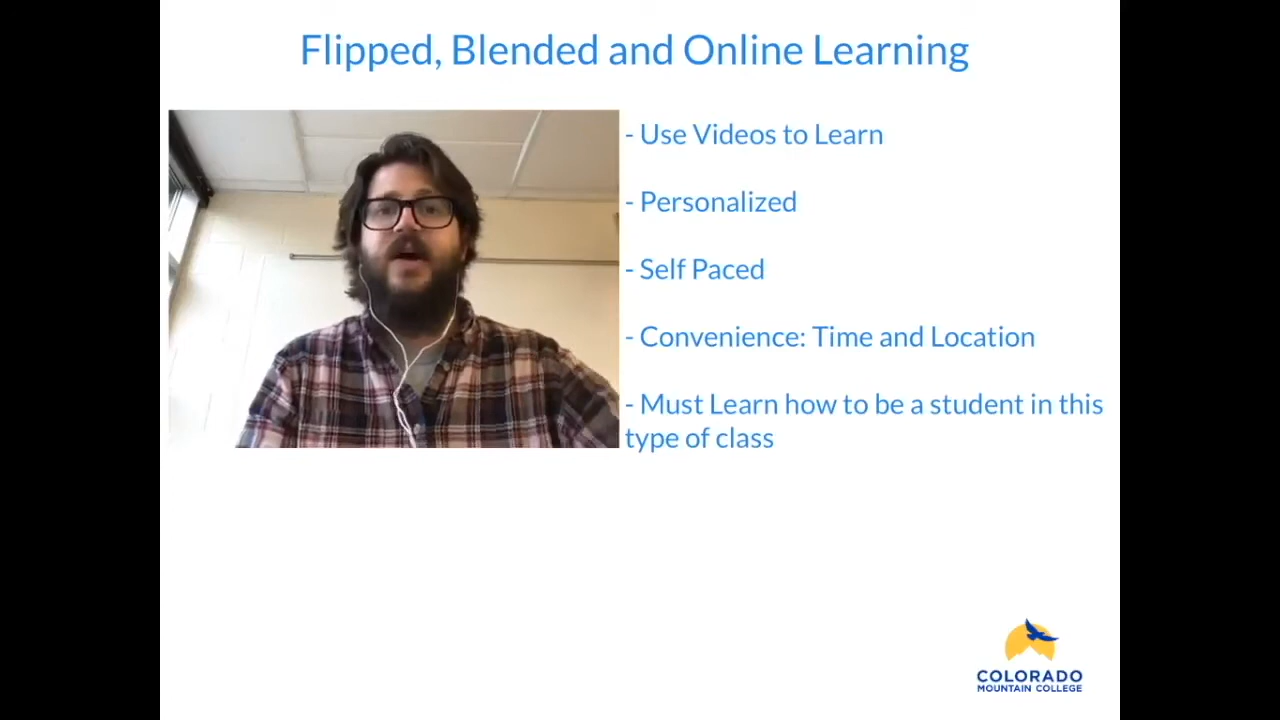 Flipped, Blended and Online Learning
- Use Videos to Learn
- Personalized
- Self Paced
- Convenience: Time and Location
- Must Learn how to be a student in this
type of class
COLORADO
MOUNTAIN COLLEGE